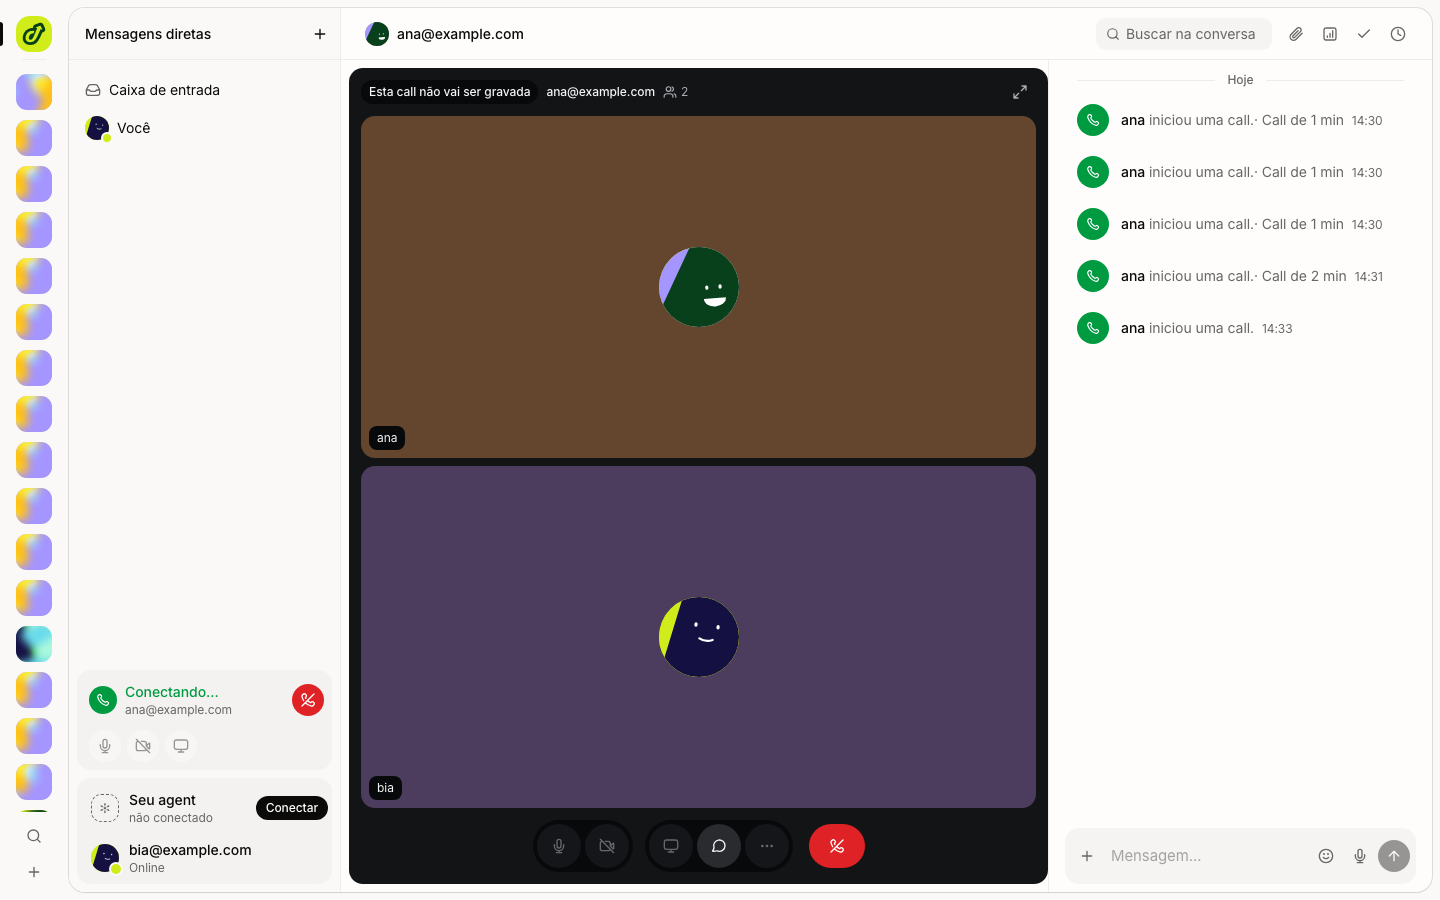 Mensagens diretas
Caixa de entrada
Você
Conectando...
ana@example.com
Seu agent
não conectado
Conectar
bia@example.com
Online
ana@example.com
Buscar na conversa
Esta call não vai ser gravada
ana@example.com
2
ana
bia
Hoje
ana iniciou uma call.· Call de 1 min 14:30
ana iniciou uma call.· Call de 1 min 14:30
ana iniciou uma call.· Call de 1 min 14:30
ana iniciou uma call.· Call de 2 min 14:31
ana iniciou uma call. 14:33
Mensagem...